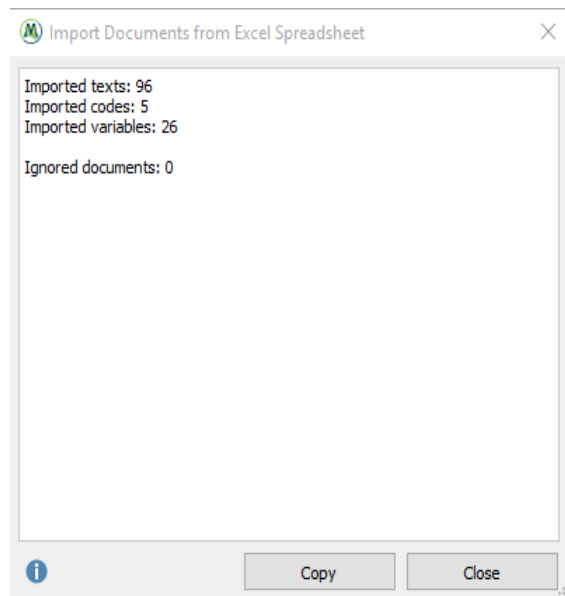 Import Documents from Excel Spreadsheet
Imported texts: 96
Imported codes: 5
Imported variables: 26
Ignored documents: 0
Copy
Close